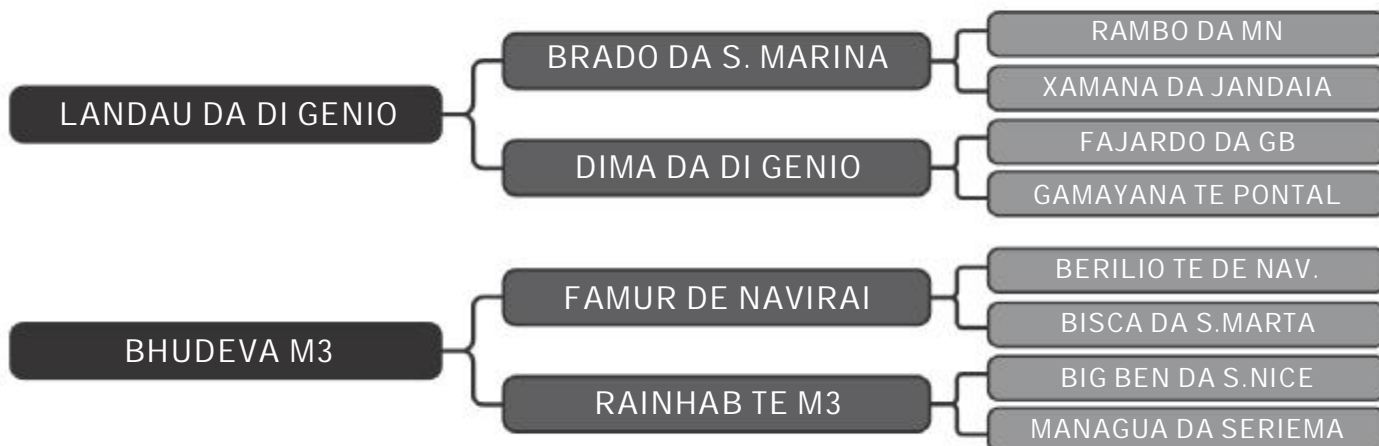 RAMBO DA MN
BRADO DA S. MARINA
XAMANA DA JANDAIA
LANDAU DA DI GENIO
FAJARDO DA GB
DIMA DA DI GENIO
GAMAYANA TE PONTAL
BERILIO TE DE NAV.
FAMUR DE NAVIRAI
BISCA DA S.MARTA
BHUDEVA M3
BIG BEN DA S.NICE
RAINHAB TE M3
MANAGUA DA SERIEMA